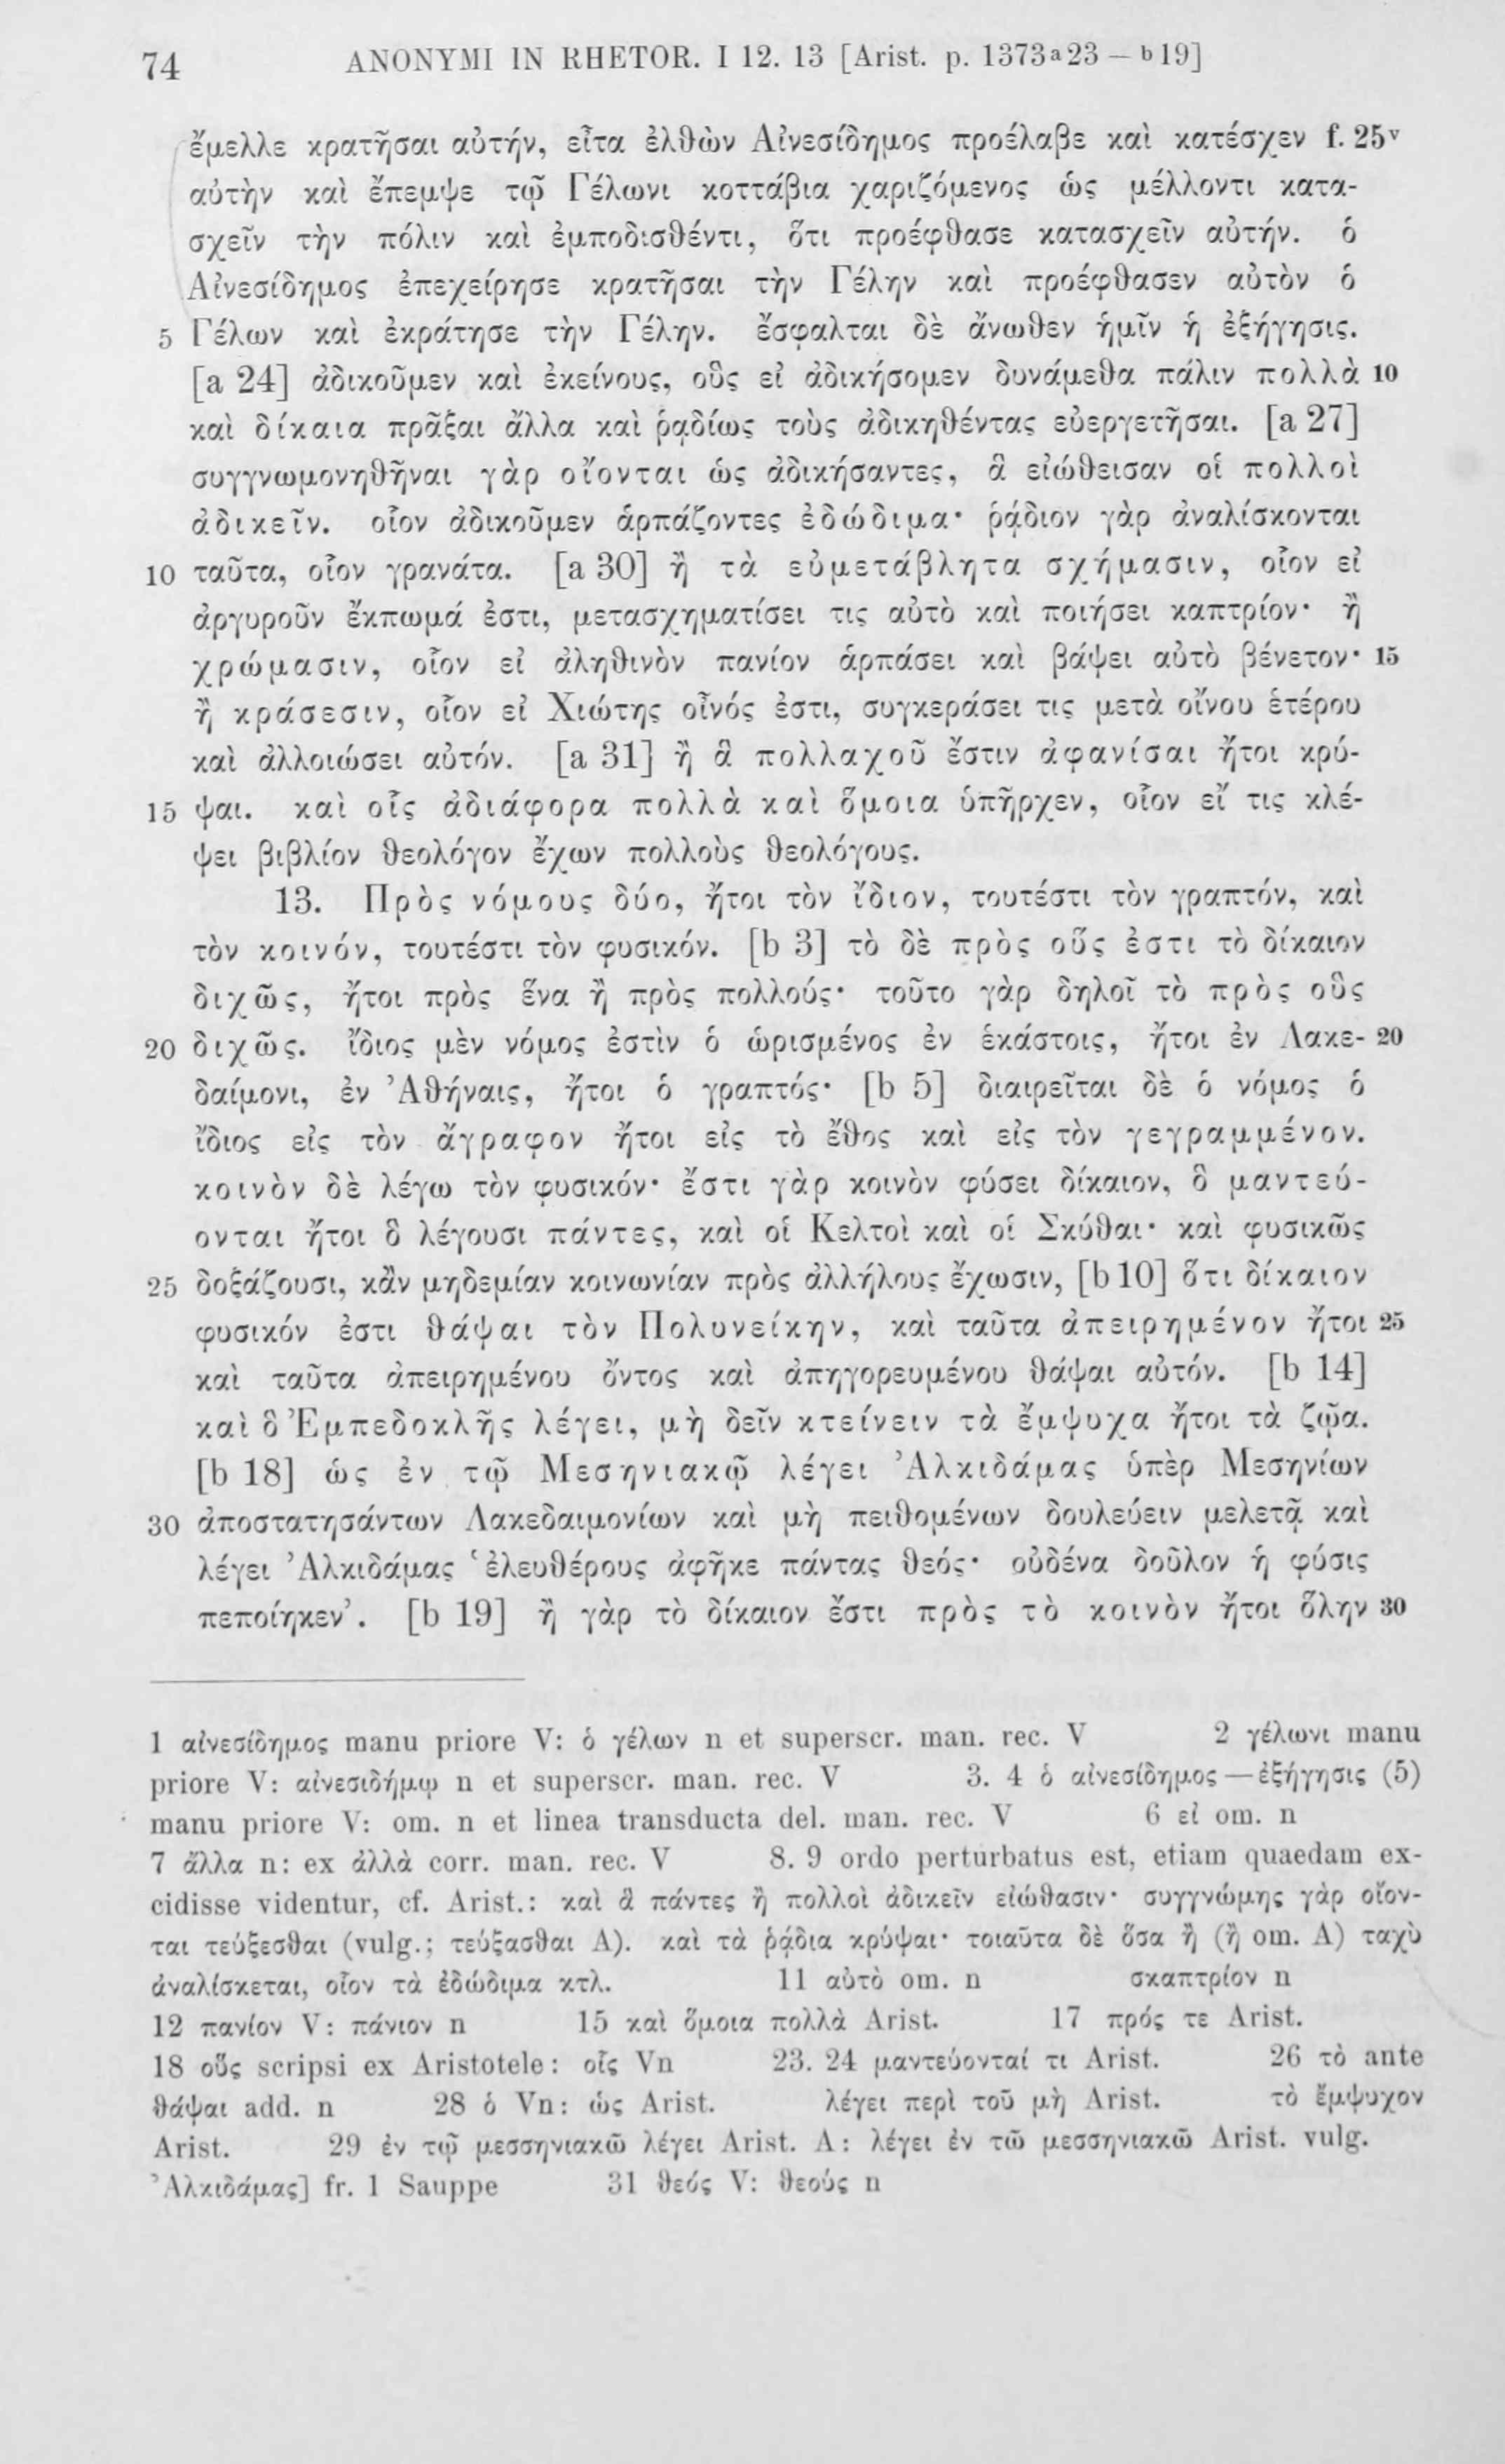 74 ANONYMI IN RHETOR. I 12. 13 [Arist. p. 1373a23 — b19]
ἔμελλε κρατῆσαι αὐτήν, εἶτα ἐλθὼν Αἰνεσίδημος προέλαβε καὶ κατέσχεν f. 25v
αὐτὴν καὶ ἔπεμψε τῷ Γέλωνι κοττάβια χαριζόμενος ὡς μέλλοντι κατα-
σχεῖν τὴν πόλιν καὶ ἐμποδισθέντι, ὅτι προέφθασε κατασχεῖν αὐτήν. ὁ
Αἰνεσίδημος ἐπεχείρησε κρατῆσαι τὴν Γέλην καὶ προέφθασεν αὐτὸν ὁ
5 Γέλων καὶ ἐκράτησε τὴν Γέλην. ἔσφαλται δὲ ἄνωθεν ἡμῖν ἡ ἐξήγησις.
[a 24] ἀδικοῦμεν καὶ ἐκείνους, οὓς εἰ ἀδικήσομεν δυνάμεθα πάλιν πολλὰ 10
καὶ δίκαια πρᾶξαι ἄλλα καὶ ῥᾳδίως τοὺς ἀδικηθέντας εὐεργετῆσαι. [a 27]
συγγνωμονηθῆναι γὰρ οἴονται ὡς ἀδικήσαντες, ἃ εἰώθεισαν οἱ πολλοὶ
ἀδικεῖν. οἷον ἀδικοῦμεν ἁρπάζοντες ἐδώδιμα· ῥᾴδιον γὰρ ἀναλίσκονται
10 ταῦτα, οἷον γρανάτα. [a 30] ἢ τὰ εὐμετάβλητα σχήμασιν, οἷον εἰ
ἀργυροῦν ἔκπωμά ἐστι, μετασχηματίσει τις αὐτὸ καὶ ποιήσει καπτρίον· ἢ
χρώμασιν, οἷον εἰ ἀληθινὸν πανίον ἁρπάσει καὶ βάψει αὐτὸ βένετον· 15
ἢ κράσεσιν, οἷον εἰ Χιώτης οἶνός ἐστι, συγκεράσει τις μετὰ οἴνου ἑτέρου
καὶ ἀλλοιώσει αὐτόν. [a 31] ἢ ἃ πολλαχοῦ ἔστιν ἀφανίσαι ἤτοι κρύ-
15 ψαι. καὶ οἷς ἀδιάφορα πολλὰ καὶ ὅμοια ὑπῆρχεν, οἷον εἴ τις κλέ-
ψει βιβλίον θεολόγον ἔχων πολλοὺς θεολόγους.
13. Πρὸς νόμους δύο, ἤτοι τὸν ἴδιον, τουτέστι τὸν γραπτόν, καὶ
τὸν κοινόν, τουτέστι τὸν φυσικόν. [b 3] τὸ δὲ πρὸς οὕς ἐστι τὸ δίκαιον
διχῶς, ἤτοι πρὸς ἕνα ἢ πρὸς πολλούς· τοῦτο γὰρ δηλοῖ τὸ πρὸς οὓς
20 διχῶς. ἴδιος μὲν νόμος ἐστὶν ὁ ὡρισμένος ἐν ἑκάστοις, ἤτοι ἐν Λακε- 20
δαίμονι, ἐν Ἀθήναις, ἤτοι ὁ γραπτός· [b 5] διαιρεῖται δὲ ὁ νόμος ὁ
ἴδιος εἰς τὸν ἄγραφον ἤτοι εἰς τὸ ἔθος καὶ εἰς τὸν γεγραμμένον.
κοινὸν δὲ λέγω τὸν φυσικόν· ἔστι γὰρ κοινὸν φύσει δίκαιον, ὃ μαντεύ-
ονται ἤτοι ὃ λέγουσι πάντες, καὶ οἱ Κελτοὶ καὶ οἱ Σκύθαι· καὶ φυσικῶς
25 δοξάζουσι, κἂν μηδεμίαν κοινωνίαν πρὸς ἀλλήλους ἔχωσιν, [b 10] ὅτι δίκαιον
φυσικόν ἐστι θάψαι τὸν Πολυνείκην, καὶ ταῦτα ἀπειρημένον ἤτοι 25
καὶ ταῦτα ἀπειρημένου ὄντος καὶ ἀπηγορευμένου θάψαι αὐτόν. [b 14]
καὶ ὃ Ἐμπεδοκλῆς λέγει, μὴ δεῖν κτείνειν τὰ ἔμψυχα ἤτοι τὰ ζῷα.
[b 18] ὡς ἐν τῷ Μεσηνιακῷ λέγει Ἀλκιδάμας ὑπὲρ Μεσηνίων
30 ἀποστατησάντων Λακεδαιμονίων καὶ μὴ πειθομένων δουλεύειν μελετᾷ καὶ
λέγει Ἀλκιδάμας ‘ἐλευθέρους ἀφῆκε πάντας θεός· οὐδένα δοῦλον ἡ φύσις
πεποίηκεν’. [b 19] ἢ γὰρ τὸ δίκαιον ἔστι πρὸς τὸ κοινὸν ἤτοι ὅλην 30
1 αἰνεσίδημος manu priore V: ὁ γέλων n et superscr. man. rec. V 2 γέλωνι manu
priore V: αἰνεσιδήμῳ n et superscr. man. rec. V 3. 4 ὁ αἰνεσίδημος — ἐξήγησις (5)
manu priore V: om. n et linea transducta del. man. rec. V 6 εἰ om. n
7 ἄλλα n: ex ἀλλὰ corr. man. rec. V 8. 9 ordo perturbatus est, etiam quaedam ex-
cidisse videntur, cf. Arist.: καὶ ἃ πάντες ἢ πολλοὶ ἀδικεῖν εἰώθασιν· συγγνώμης γὰρ οἴον-
ται τεύξεσθαι (vulg.; τεύξασθαι A). καὶ τὰ ῥᾴδια κρύψαι· τοιαῦτα δὲ ὅσα ἢ (ἢ om. A) ταχὺ
ἀναλίσκεται, οἷον τὰ ἐδώδιμα κτλ. 11 αὐτὸ om. n σκαπτρίον n
12 πανίον V: πάνιον n 15 καὶ ὅμοια πολλὰ Arist. 17 πρός τε Arist.
18 οὕς scripsi ex Aristotele: οἷς Vn 23. 24 μαντεύονταί τι Arist. 26 τὸ ante
θάψαι add. n 28 ὁ Vn: ὡς Arist. λέγει περὶ τοῦ μὴ Arist. τὸ ἔμψυχον
Arist. 29 ἐν τῷ μεσσηνιακῶ λέγει Arist. A: λέγει ἐν τῶ μεσσηνιακῶ Arist. vulg.
Ἀλκιδάμας] fr. 1 Sauppe 31 θεός V: θεούς n